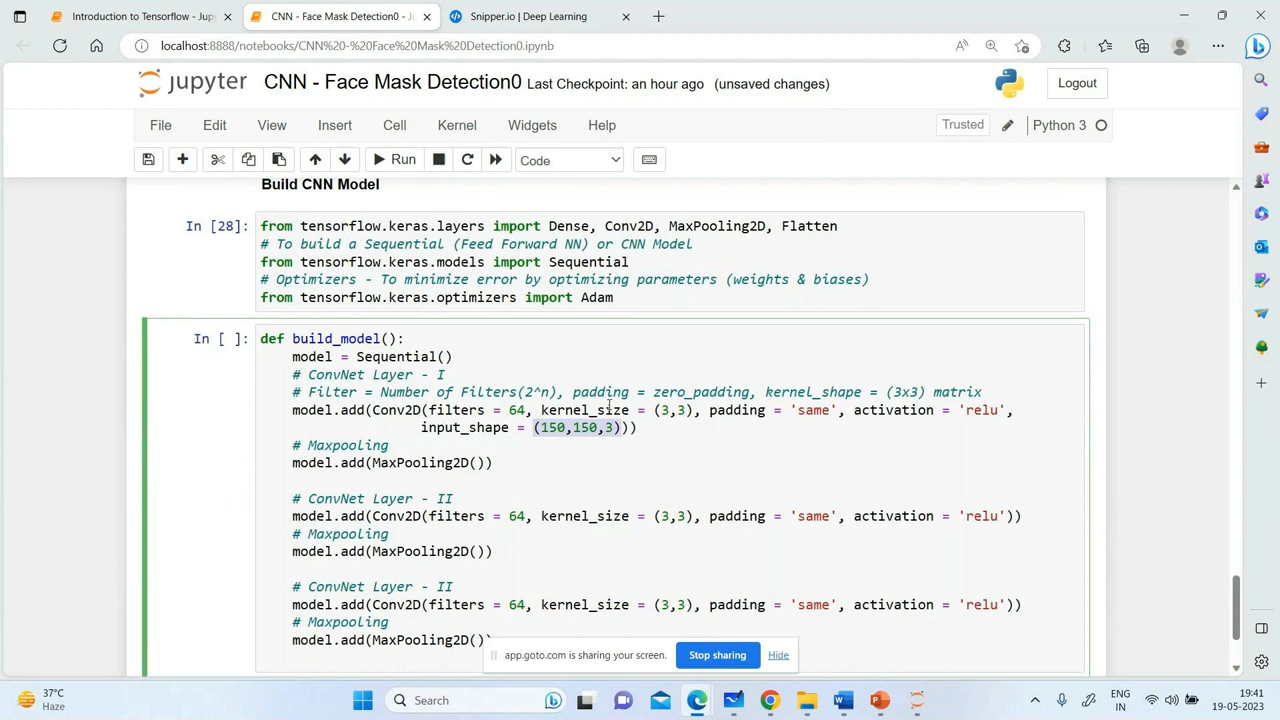 Introduction to Tensorflow - Jupy
CNN - Face Mask Detection0 - J
Snipper.io | Deep Learning
localhost:8888/notebooks/CNN%20-%20Face%20Mask%20Detection0.ipynb
jupyter CNN - Face Mask Detection0 Last Checkpoint: an hour ago (unsaved changes)
Logout
File Edit View Insert Cell Kernel Widgets Help
Trusted
Python 3
Run
Code
Build CNN Model
In [28]:
from tensorflow.keras.layers import Dense, Conv2D, MaxPooling2D, Flatten
# To build a Sequential (Feed Forward NN) or CNN Model
from tensorflow.keras.models import Sequential
# Optimizers - To minimize error by optimizing parameters (weights & biases)
from tensorflow.keras.optimizers import Adam
In [ ]:
def build_model():
model = Sequential()
# ConvNet Layer - I
# Filter = Number of Filters(2^n), padding = zero_padding, kernel_shape = (3x3) matrix
model.add(Conv2D(filters = 64, kernel_size = (3,3), padding = 'same', activation = 'relu',
input_shape = (150,150,3)))
# Maxpooling
model.add(MaxPooling2D())
# ConvNet Layer - II
model.add(Conv2D(filters = 64, kernel_size = (3,3), padding = 'same', activation = 'relu'))
# Maxpooling
model.add(MaxPooling2D())
# ConvNet Layer - II
model.add(Conv2D(filters = 64, kernel_size = (3,3), padding = 'same', activation = 'relu'))
# Maxpooling
model.add(MaxPooling2D()
app.goto.com is sharing your screen.
Stop sharing
Hide
37°C
Haze
Search
ENG
IN
19:41
19-05-2023